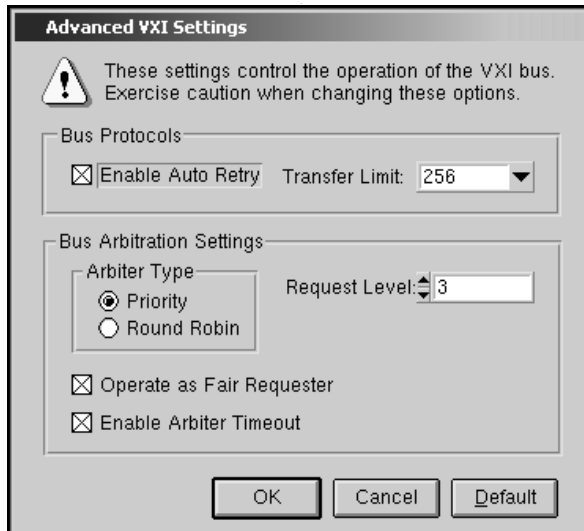 Advanced VXI Settings
These settings control the operation of the VXI bus.
Exercise caution when changing these options.
Bus Protocols
Enable Auto Retry Transfer Limit: 256
Bus Arbitration Settings
Arbiter Type
Priority
Round Robin
Request Level: 3
Operate as Fair Requester
Enable Arbiter Timeout
OK Cancel Default